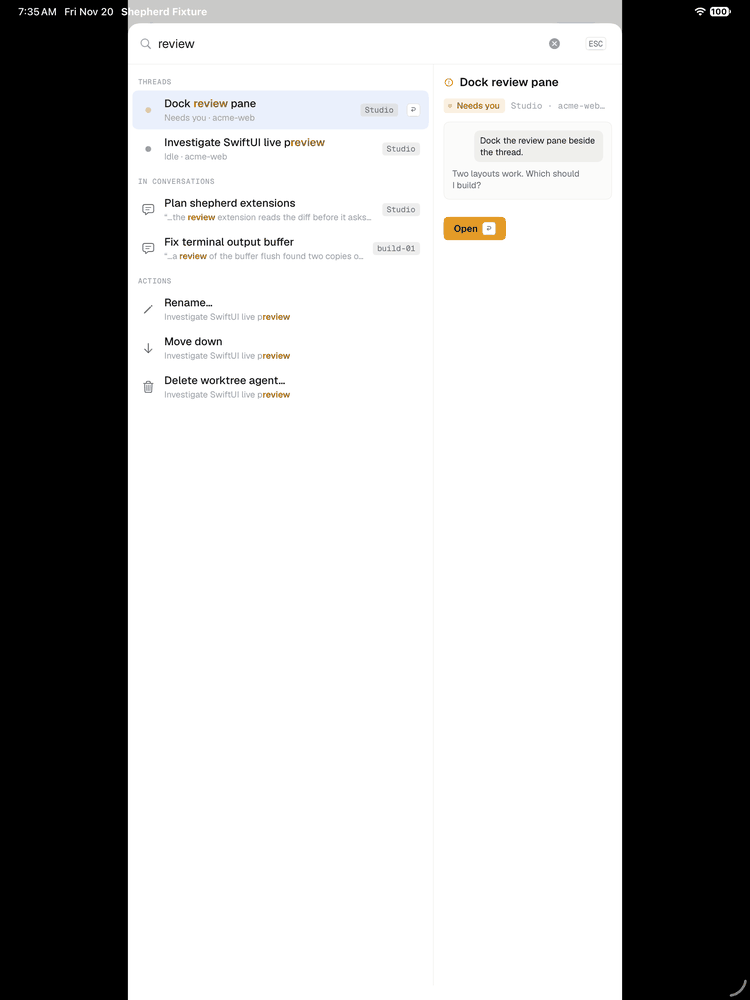 7:35 AM Fri Nov 20 Shepherd Fixture
100
review
ESC
THREADS
Dock review pane
Needs you · acme-web
Studio
Investigate SwiftUI live preview
Idle · acme-web
Studio
IN CONVERSATIONS
Plan shepherd extensions
"…the review extension reads the diff before it asks…
Studio
Fix terminal output buffer
"…a review of the buffer flush found two copies o…
build-01
ACTIONS
Rename…
Investigate SwiftUI live preview
Move down
Investigate SwiftUI live preview
Delete worktree agent…
Investigate SwiftUI live preview
Dock review pane
Needs you Studio · acme-web…
Dock the review pane beside
the thread.
Two layouts work. Which should
I build?
Open